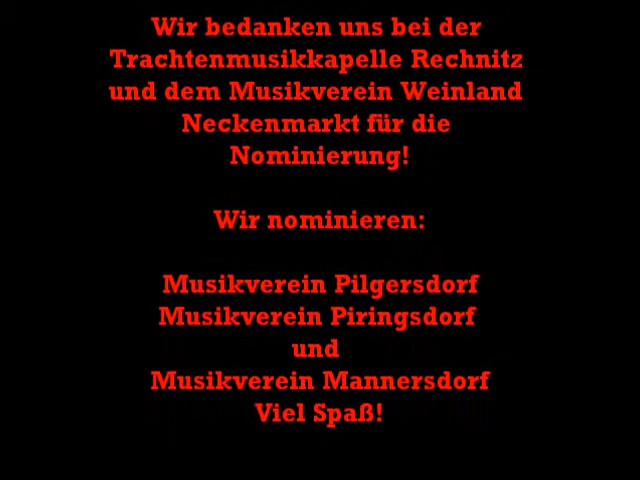 Wir bedanken uns bei der
Trachtenmusikkapelle Rechnitz
und dem Musikverein Weinland
Neckenmarkt für die
Nominierung!
Wir nominieren:
Musikverein Pilgersdorf
Musikverein Piringsdorf
und
Musikverein Mannersdorf
Viel Spaß!